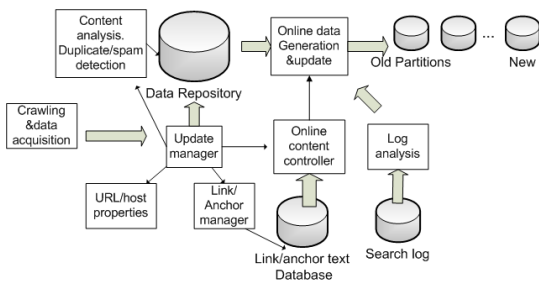 Content
analysis.
Duplicate/spam
detection
Data Repository
Online data
Generation
&update
...
Old Partitions
New
Crawling
&data
acquisition
Update
manager
Online
content
controller
Log
analysis
URL/host
properties
Link/
Anchor
manager
Link/anchor text
Database
Search log